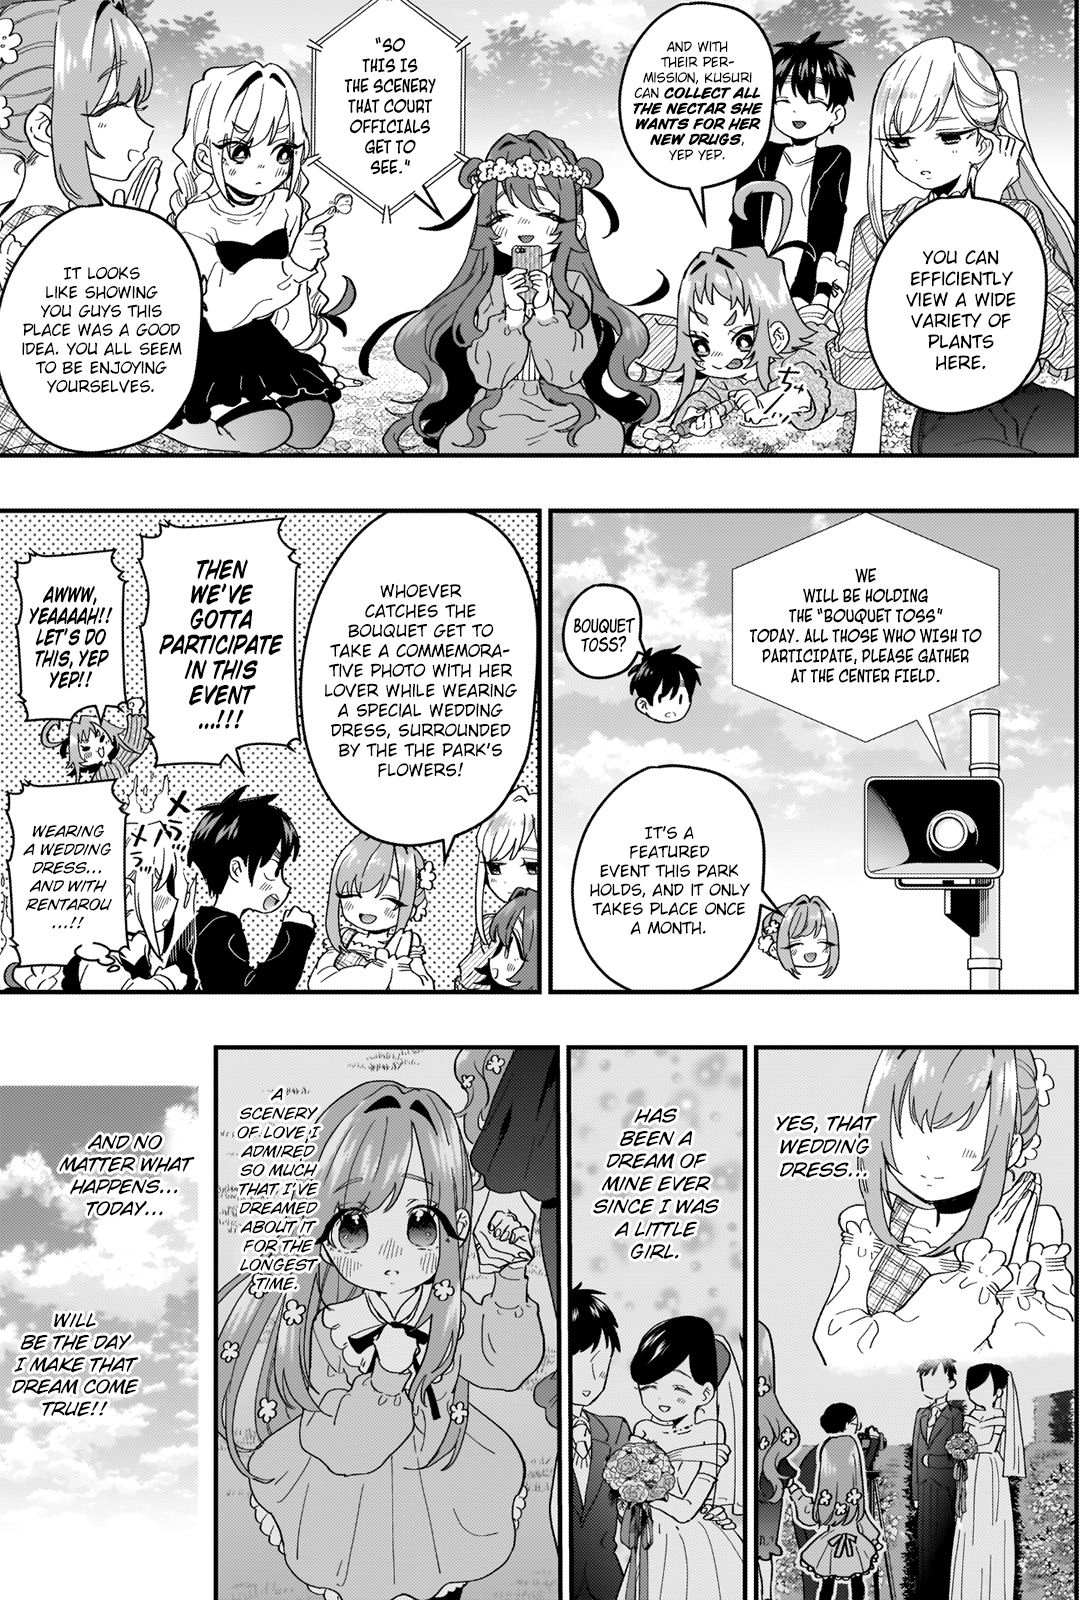 YOU CAN
EFFICIENTLY
VIEW A WIDE
VARIETY OF
PLANTS
HERE.
AND WITH
THEIR PER-
MISSION, KUSURI
CAN COLLECT ALL
THE NECTAR SHE
WANTS FOR HER
NEW DRUGS,
YEP YEP.
ちゅ
"SO
THIS IS
THE SCENERY
THAT COURT
OFFICIALS
GET TO
SEE."
IT LOOKS
LIKE SHOWING
YOU GUYS THIS
PLACE WAS A GOOD
IDEA. YOU ALL SEEM
TO BE ENJOYING
YOURSELVES.
WE
WILL BE HOLDING
THE "BOUQUET TOSS"
TODAY. ALL THOSE WHO WISH TO
PARTICIPATE, PLEASE GATHER
AT THE CENTER FIELD.
BOUQUET
TOSS?
IT'S A
FEATURED
EVENT THIS PARK
HOLDS, AND IT ONLY
TAKES PLACE ONCE
A MONTH.
WHOEVER
CATCHES THE
BOUQUET GET TO
TAKE A COMMEMORA-
TIVE PHOTO WITH HER
LOVER WHILE WEARING
A SPECIAL WEDDING
DRESS, SURROUNDED
BY THE THE PARK'S
FLOWERS!
THEN
WE'VE
GOTTA
PARTICIPATE
IN THIS
EVENT
...!!!
AWWW,
YEAAAAH!!
LET'S DO
THIS, YEP
YEP!!
WEARING
A WEDDING
DRESS...
AND WITH
RENTAROU
...!!
メラメラ
YES, THAT
WEDDING
DRESS...
HAS
BEEN A
DREAM OF
MINE EVER
SINCE I WAS
A LITTLE
GIRL.
A
SCENERY
OF LOVE I
ADMIRED
SO MUCH
THAT I'VE
DREAMED
ABOUT IT
FOR THE
LONGEST
TIME.
AND NO
MATTER WHAT
HAPPENS...
TODAY...
WILL
BE THE DAY
I MAKE THAT
DREAM COME
TRUE!!